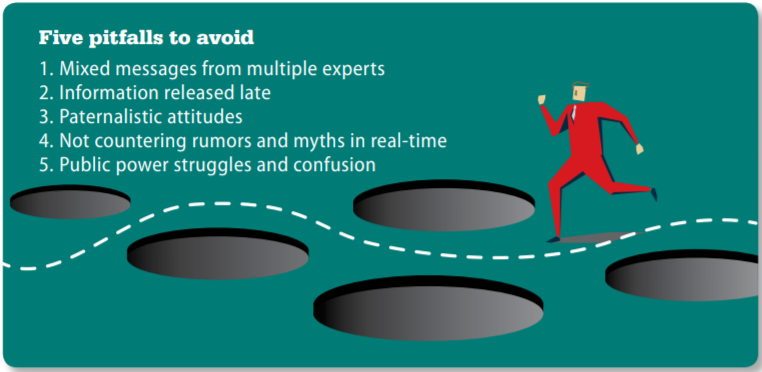 Five pitfalls to avoid
1. Mixed messages from multiple experts
2. Information released late
3. Paternalistic attitudes
4. Not countering rumors and myths in real-time
5. Public power struggles and confusion